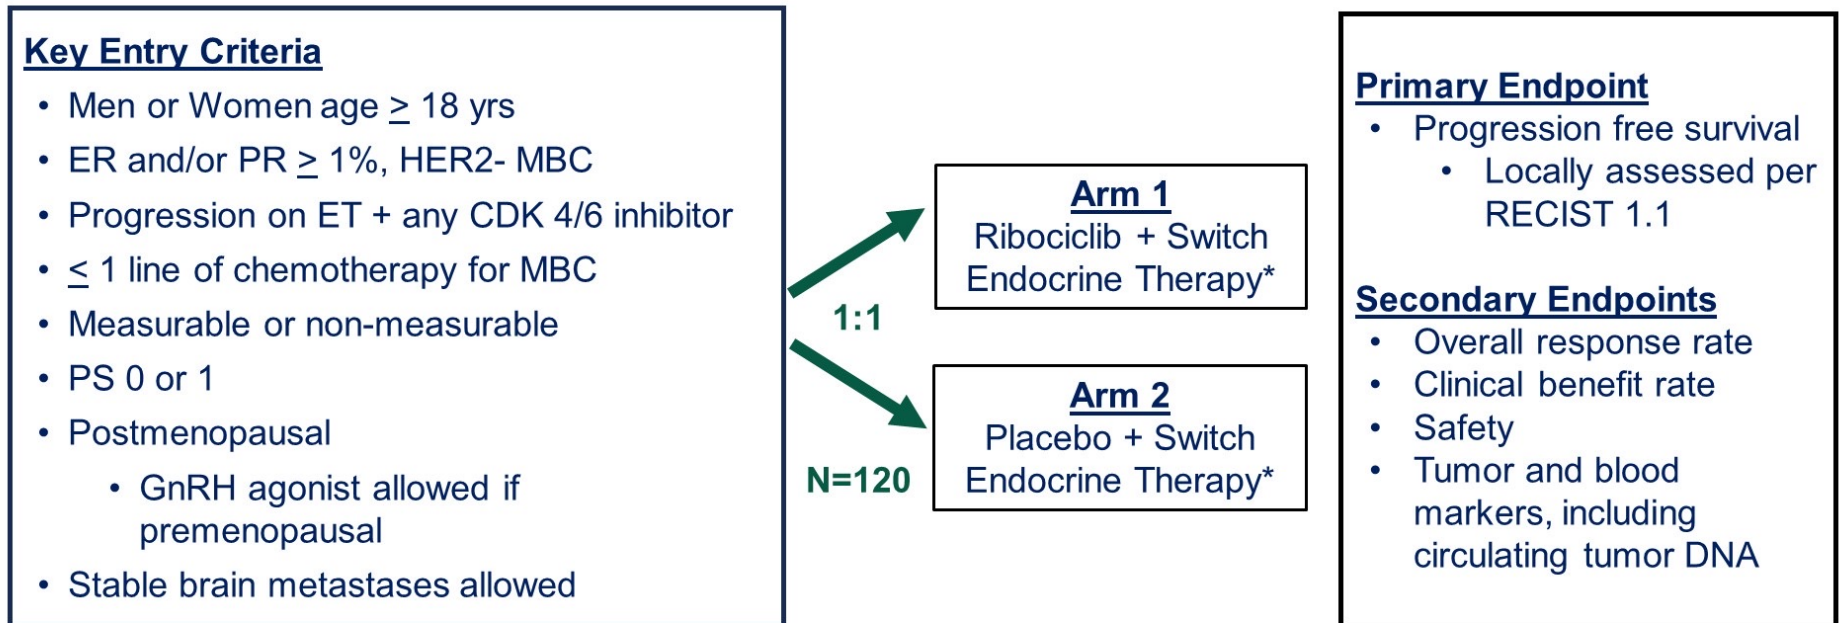 Key Entry Criteria
• Men or Women age ≥ 18 yrs
• ER and/or PR ≥ 1%, HER2- MBC
• Progression on ET + any CDK 4/6 inhibitor
• ≤ 1 line of chemotherapy for MBC
• Measurable or non-measurable
• PS 0 or 1
• Postmenopausal
• GnRH agonist allowed if
premenopausal
• Stable brain metastases allowed
1:1
N=120
Arm 1
Ribociclib + Switch
Endocrine Therapy*
Arm 2
Placebo + Switch
Endocrine Therapy*
Primary Endpoint
• Progression free survival
• Locally assessed per
RECIST 1.1
Secondary Endpoints
• Overall response rate
• Clinical benefit rate
• Safety
• Tumor and blood
markers, including
circulating tumor DNA